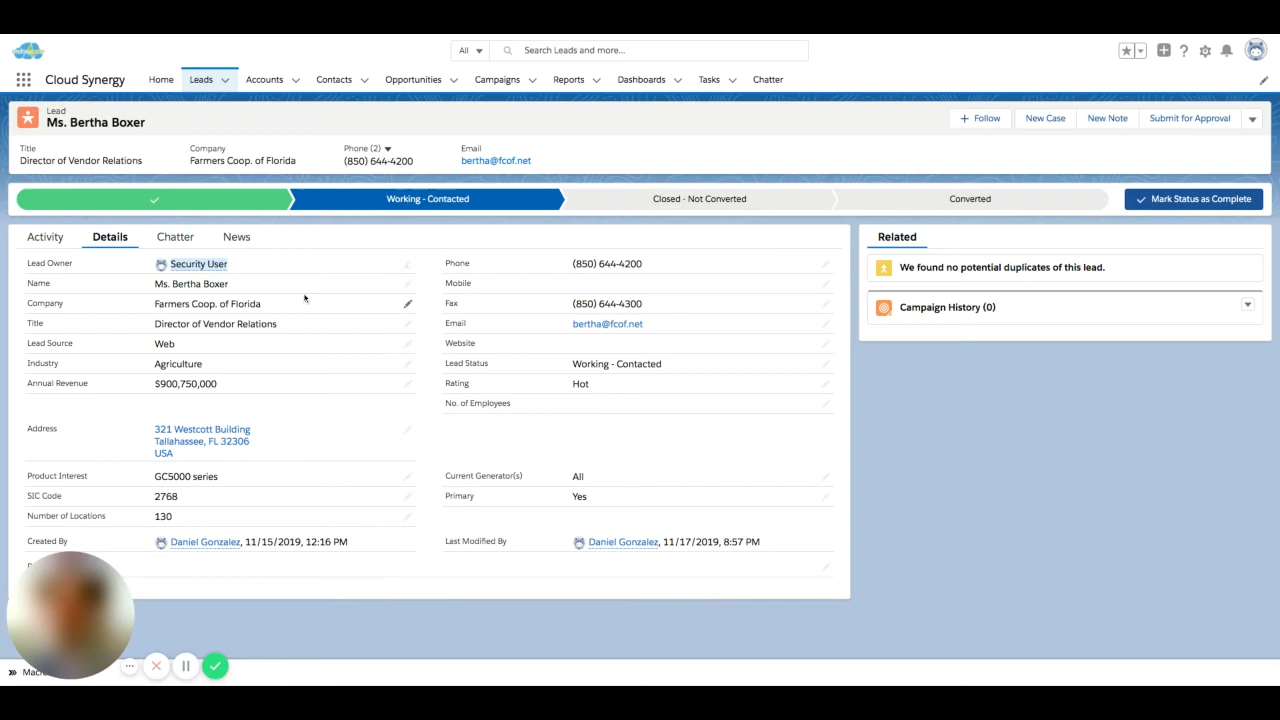 All
Search Leads and more...
Cloud Synergy
Home
Leads
Accounts
Contacts
Opportunities
Campaigns
Reports
Dashboards
Tasks
Chatter
Lead
Ms. Bertha Boxer
+ Follow
New Case
New Note
Submit for Approval
Title
Director of Vendor Relations
Company
Farmers Coop. of Florida
Phone (2)
(850) 644-4200
Email
bertha@fcof.net
Working - Contacted
Closed - Not Converted
Converted
Mark Status as Complete
Activity
Details
Chatter
News
Lead Owner
Security User
Name
Ms. Bertha Boxer
Company
Farmers Coop. of Florida
Title
Director of Vendor Relations
Lead Source
Web
Industry
Agriculture
Annual Revenue
$900,750,000
Address
321 Westcott Building
Tallahassee, FL 32306
USA
Product Interest
GC5000 series
SIC Code
2768
Number of Locations
130
Created By
Daniel Gonzalez, 11/15/2019, 12:16 PM
Phone
(850) 644-4200
Mobile
Fax
(850) 644-4300
Email
bertha@fcof.net
Website
Lead Status
Working - Contacted
Rating
Hot
No. of Employees
Current Generator(s)
All
Primary
Yes
Last Modified By
Daniel Gonzalez, 11/17/2019, 8:57 PM
Related
We found no potential duplicates of this lead.
Campaign History (0)